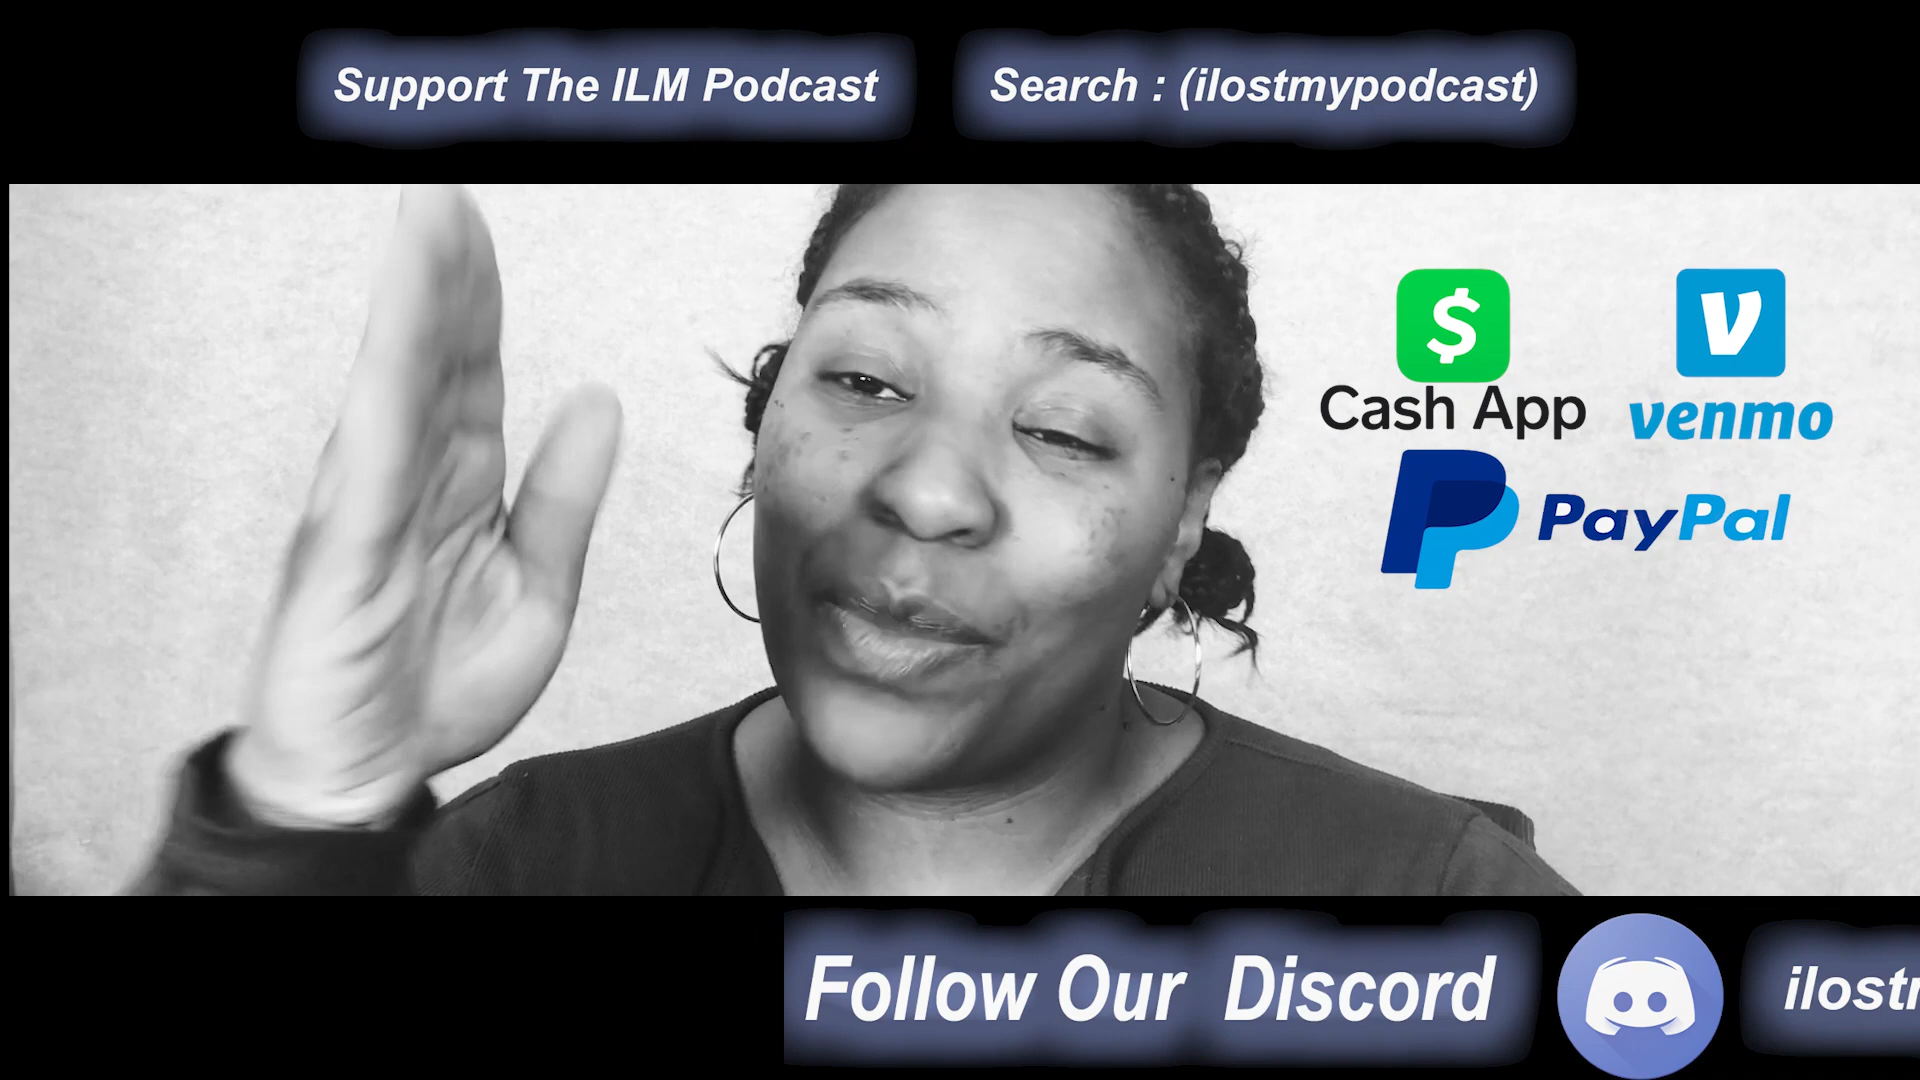 Support The ILM Podcast
Search : (ilostmypodcast)
Cash App
venmo
PayPal
Follow Our Discord